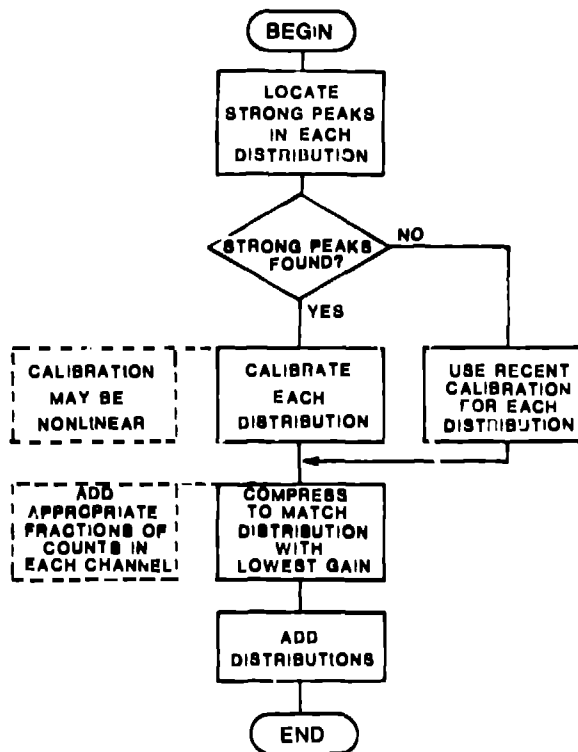 BEGIN
LOCATE
STRONG PEAKS
IN EACH
DISTRIBUTION
STRONG PEAKS
FOUND?
NO
YES
CALIBRATION
MAY BE
NONLINEAR
CALIBRATE
EACH
DISTRIBUTION
USE RECENT
CALIBRATION
FOR EACH
DISTRIBUTION
ADD
APPROPRIATE
FRACTIONS OF
COUNTS IN
EACH CHANNEL
COMPRESS
TO MATCH
DISTRIBUTION
WITH
LOWEST GAIN
ADD
DISTRIBUTIONS
END